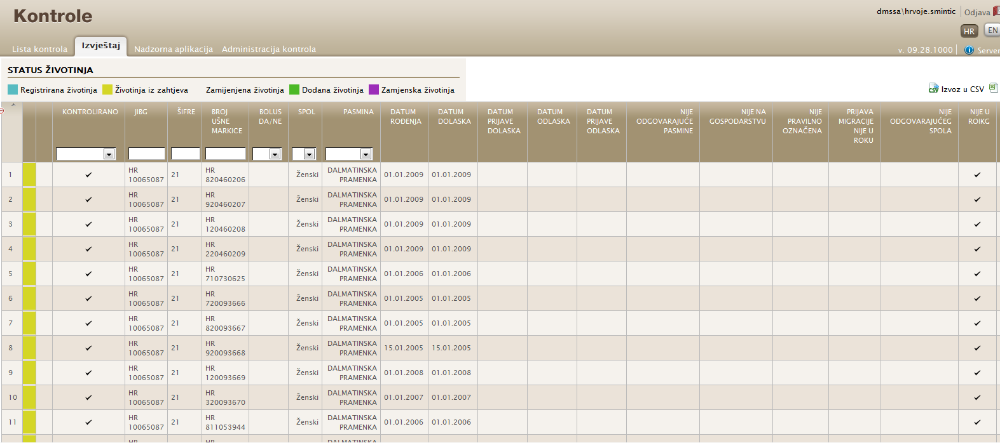 Kontrole
dmssa\hrvoje.smintic Odjava
HR EN
Lista kontrola Izvještaj Nadzorna aplikacija Administracija kontrola
v. 09.28.1000 Server
STATUS ŽIVOTINJA
Registrirana životinja Životinja iz zahtjeva Zamijenjena životinja Dodana životinja Zamjenska životinja
CSV Izvoz u CSV
KONTROLIRANO JIBG ŠIFRE BROJ UŠNE MARKICE BOLUS DA/NE SPOL PASMINA DATUM ROĐENJA DATUM DOLASKA DATUM PRIJAVE DOLASKA DATUM ODLASKA DATUM PRIJAVE ODLASKA NIJE ODGOVARAJUĆE PASMINE NIJE NA GOSPODARSTVU NIJE PRAVILNO OZNAČENA PRIJAVA MIGRACIJE NIJE U ROKU NIJE ODGOVARAJUĆEG SPOLA NIJE U ROIKG
1 ✓ HR 10065087 21 HR 820460206 Ženski DALMATINSKA PRAMENKA 01.01.2009 01.01.2009 ✓
2 ✓ HR 10065087 21 HR 920460207 Ženski DALMATINSKA PRAMENKA 01.01.2009 01.01.2009 ✓
3 ✓ HR 10065087 21 HR 120460208 Ženski DALMATINSKA PRAMENKA 01.01.2009 01.01.2009 ✓
4 ✓ HR 10065087 21 HR 220460209 Ženski DALMATINSKA PRAMENKA 01.01.2009 01.01.2009 ✓
5 ✓ HR 10065087 21 HR 710730625 Ženski DALMATINSKA PRAMENKA 01.01.2006 01.01.2006 ✓
6 ✓ HR 10065087 21 HR 720093666 Ženski DALMATINSKA PRAMENKA 01.01.2005 01.01.2005 ✓
7 ✓ HR 10065087 21 HR 820093667 Ženski DALMATINSKA PRAMENKA 01.01.2005 01.01.2005 ✓
8 ✓ HR 10065087 21 HR 920093668 Ženski DALMATINSKA PRAMENKA 15.01.2005 15.01.2005 ✓
9 ✓ HR 10065087 21 HR 120093669 Ženski DALMATINSKA PRAMENKA 01.01.2008 01.01.2008 ✓
10 ✓ HR 10065087 21 HR 320093670 Ženski DALMATINSKA PRAMENKA 01.01.2007 01.01.2007 ✓
11 ✓ HR 10065087 21 HR 811053944 Ženski DALMATINSKA PRAMENKA 01.01.2006 01.01.2006 ✓
HR HR DALMATINSKA